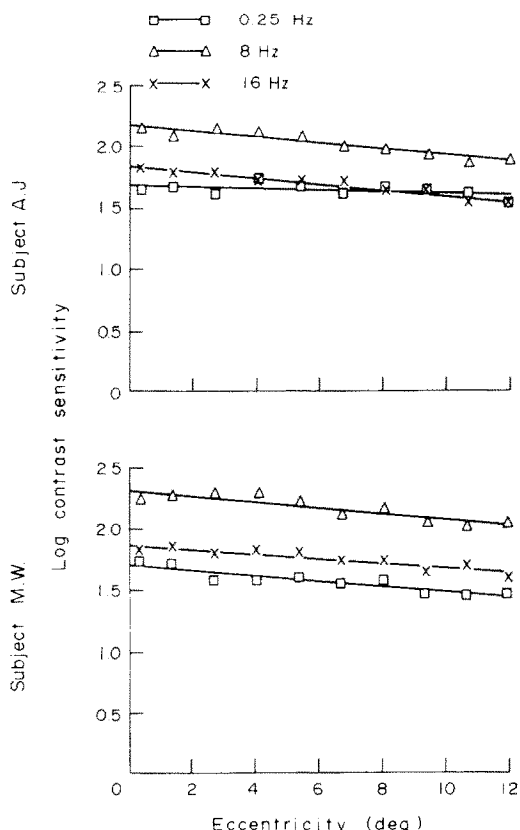 0.25 Hz
8 Hz
16 Hz
2.5
2.0
1.5
1.0
0.5
0
Subject A.J
Log contrast sensitivity
2.5
2.0
1.5
1.0
0.5
Subject M.W.
0 2 4 6 8 10 12
Eccentricity (deg)